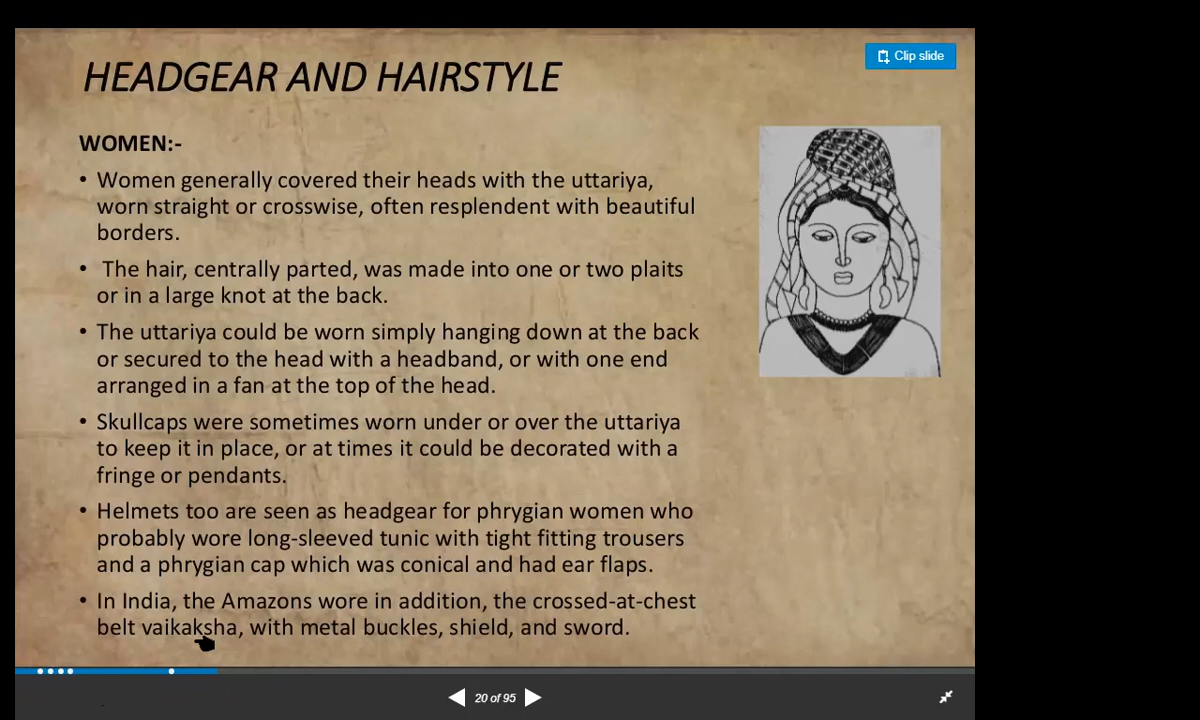 HEADGEAR AND HAIRSTYLE
Clip slide
WOMEN:-
• Women generally covered their heads with the uttariya,
worn straight or crosswise, often resplendent with beautiful
borders.
• The hair, centrally parted, was made into one or two plaits
or in a large knot at the back.
• The uttariya could be worn simply hanging down at the back
or secured to the head with a headband, or with one end
arranged in a fan at the top of the head.
• Skullcaps were sometimes worn under or over the uttariya
to keep it in place, or at times it could be decorated with a
fringe or pendants.
• Helmets too are seen as headgear for phrygian women who
probably wore long-sleeved tunic with tight fitting trousers
and a phrygian cap which was conical and had ear flaps.
• In India, the Amazons wore in addition, the crossed-at-chest
belt vaikaksha, with metal buckles, shield, and sword.
20 of 95